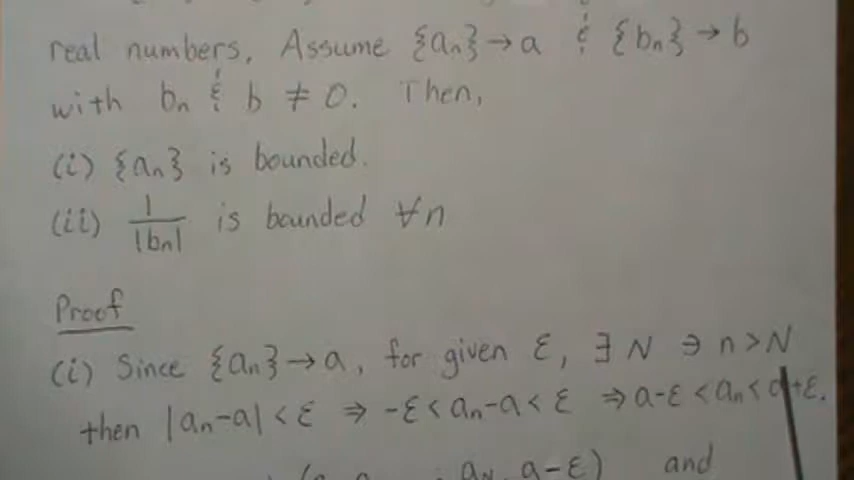 real numbers. Assume {an} → a & {bn} → b
with bn & b ≠ 0. Then,
(i) {an} is bounded.
(ii) 1/|bn| is bounded ∀n
Proof
(i) Since {an} → a, for given ε, ∃ N ∋ n > N
then |an - a| < ε ⇒ -ε < an - a < ε ⇒ a-ε < an < a+ε.
aN, a-ε) and